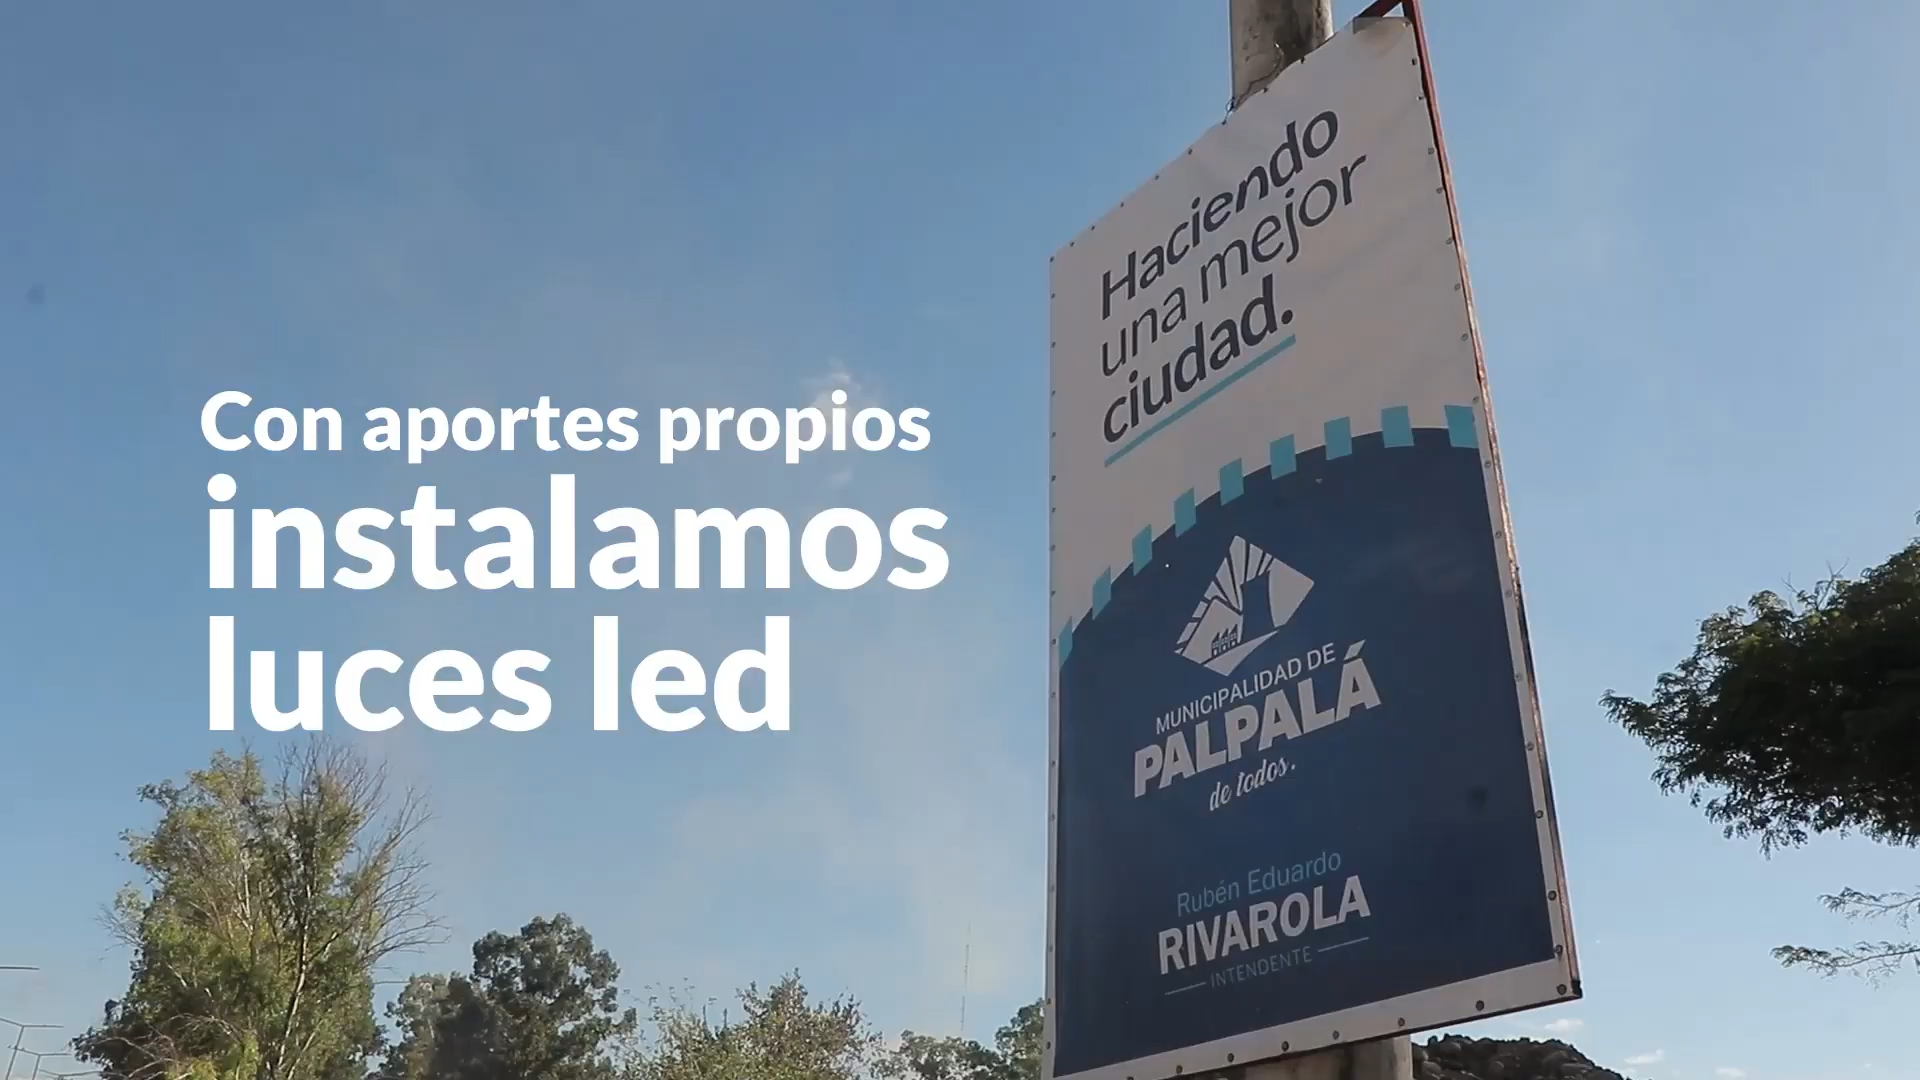 Con aportes propios
instalamos
luces led
Haciendo
una mejor
ciudad.
MUNICIPALIDAD DE
PALPALÁ
de todos.
Rubén Eduardo
RIVAROLA
INTENDENTE